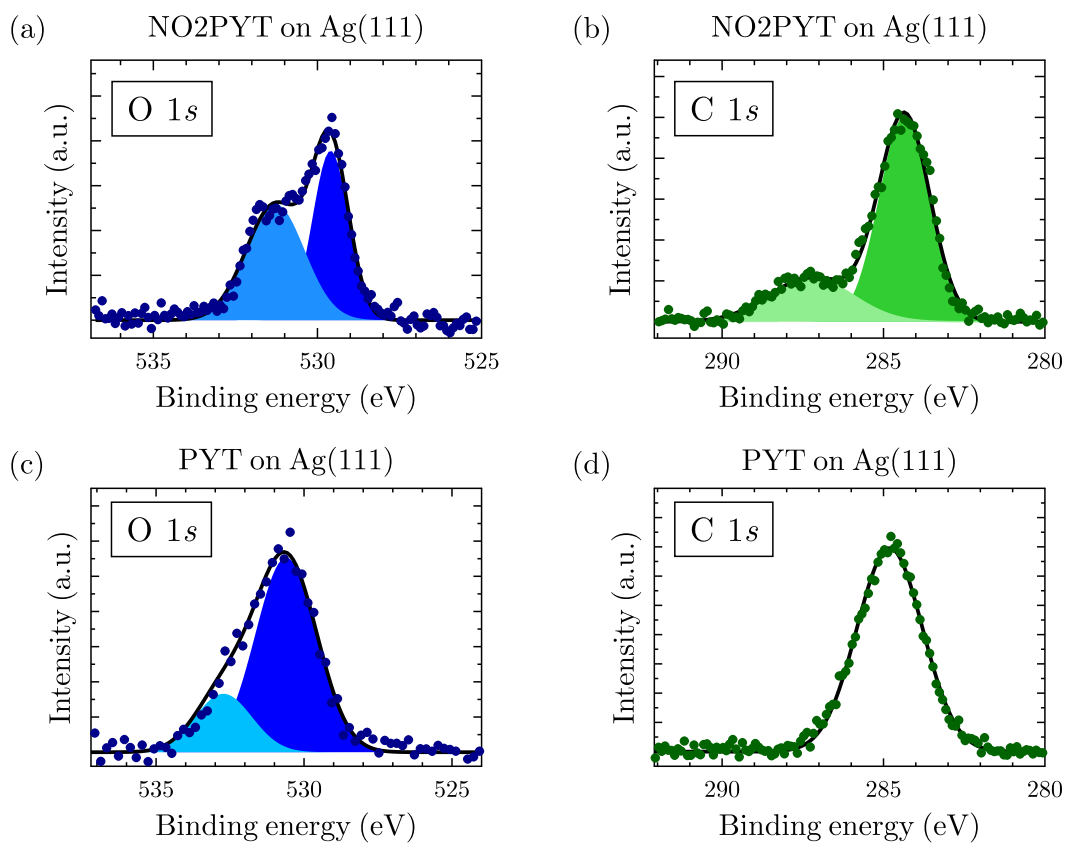 (a) NO2PYT on Ag(111)
O 1s
Intensity (a.u.)
535 530 525
Binding energy (eV)
(b) NO2PYT on Ag(111)
C 1s
Intensity (a.u.)
290 285 280
Binding energy (eV)
(c) PYT on Ag(111)
O 1s
Intensity (a.u.)
535 530 525
Binding energy (eV)
(d) PYT on Ag(111)
C 1s
Intensity (a.u.)
290 285 280
Binding energy (eV)